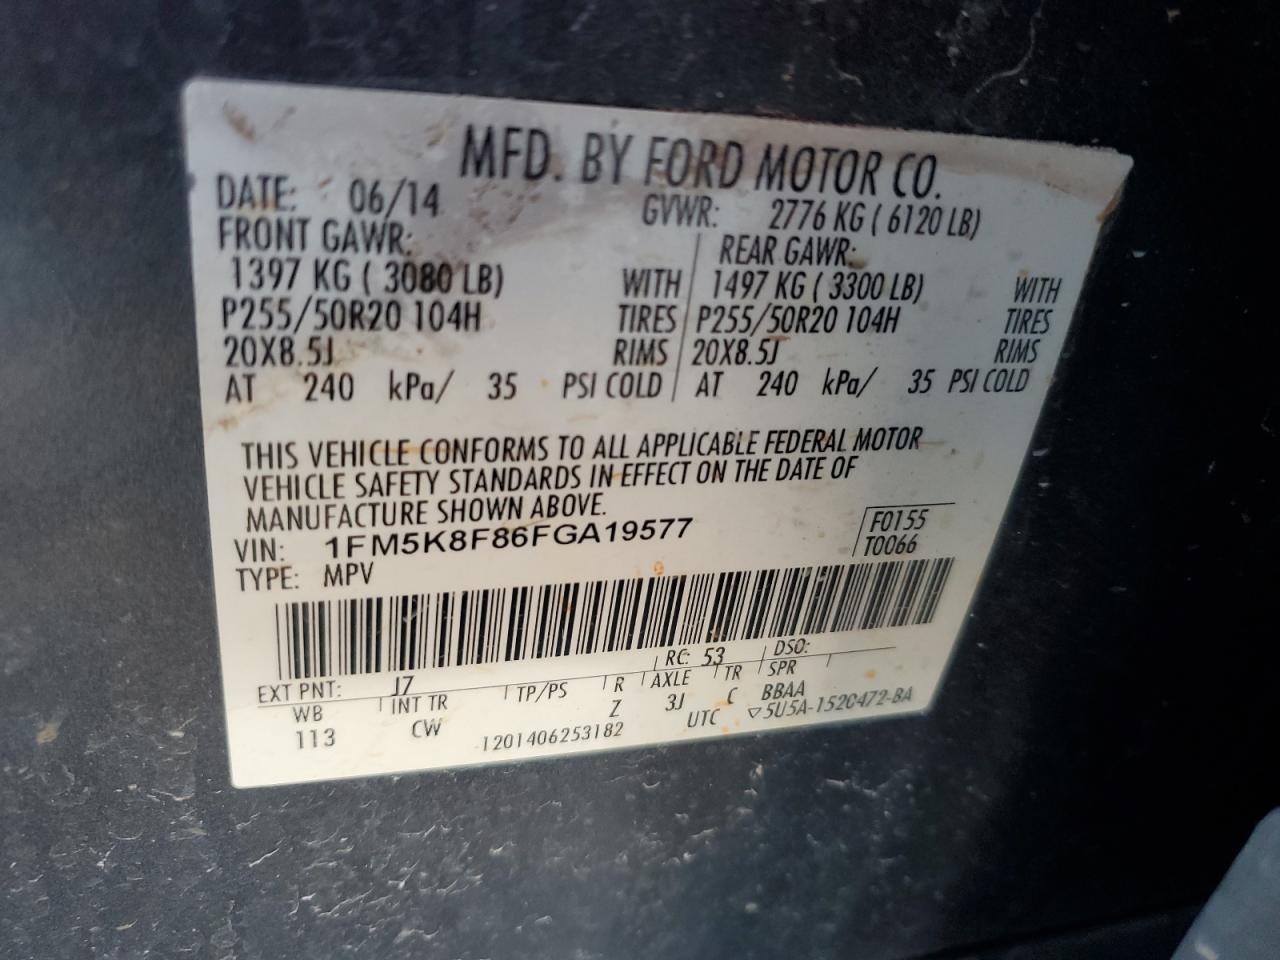 MFD. BY FORD MOTOR CO.
DATE: 06/14 GVWR: 2776 KG ( 6120 LB)
FRONT GAWR: REAR GAWR:
1397 KG ( 3080 LB) WITH 1497 KG ( 3300 LB) WITH
P255/50R20 104H TIRES P255/50R20 104H TIRES
20X8.5J RIMS 20X8.5J RIMS
AT 240 kPa/ 35 PSI COLD AT 240 kPa/ 35 PSI COLD
THIS VEHICLE CONFORMS TO ALL APPLICABLE FEDERAL MOTOR
VEHICLE SAFETY STANDARDS IN EFFECT ON THE DATE OF
MANUFACTURE SHOWN ABOVE.
VIN: 1FM5K8F86FGA19577 F0155
TYPE: MPV T0066
EXT PNT: J7 RC: 53 DSO:
WB INT TR TP/PS R AXLE TR SPR
113 CW Z 3J C BBAA
1201406253182 UTC ▽5U5A-1520472-BA